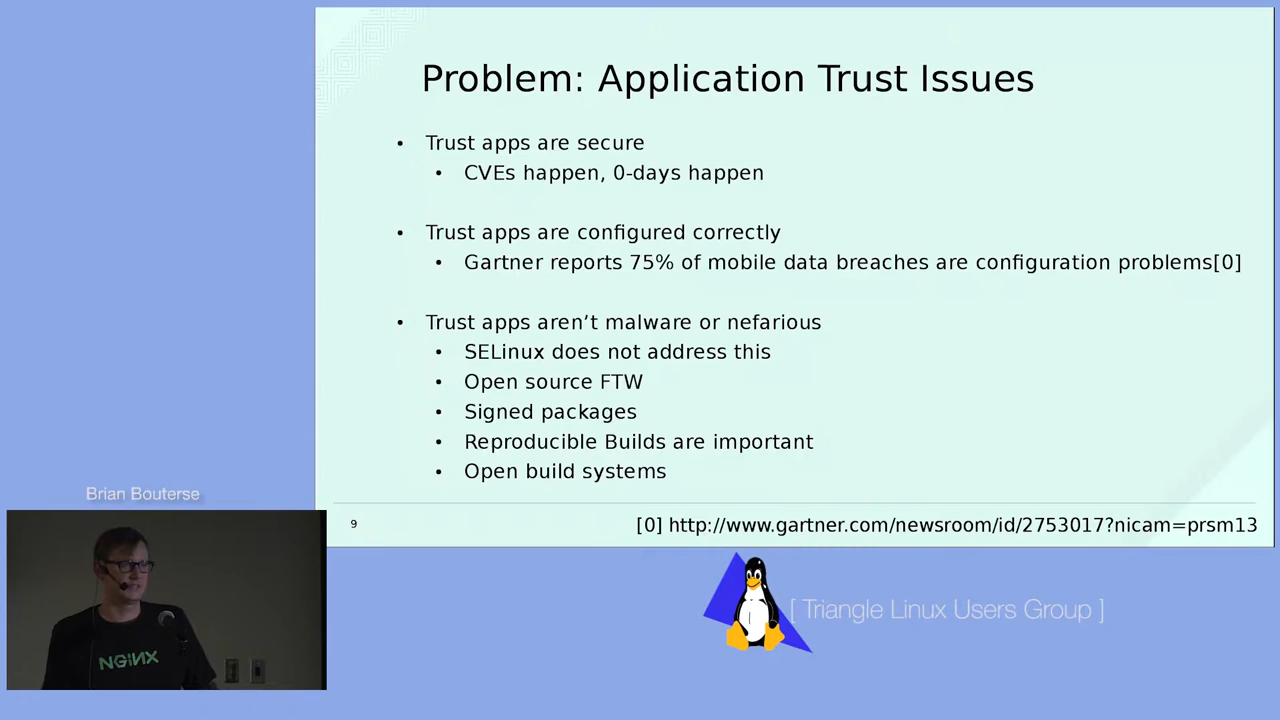 Problem: Application Trust Issues
• Trust apps are secure
• CVEs happen, 0-days happen
• Trust apps are configured correctly
• Gartner reports 75% of mobile data breaches are configuration problems[0]
• Trust apps aren’t malware or nefarious
• SELinux does not address this
• Open source FTW
• Signed packages
• Reproducible Builds are important
• Open build systems
9
[0] http://www.gartner.com/newsroom/id/2753017?nicam=prsm13
Brian Bouterse
NGINX
[ Triangle Linux Users Group ]